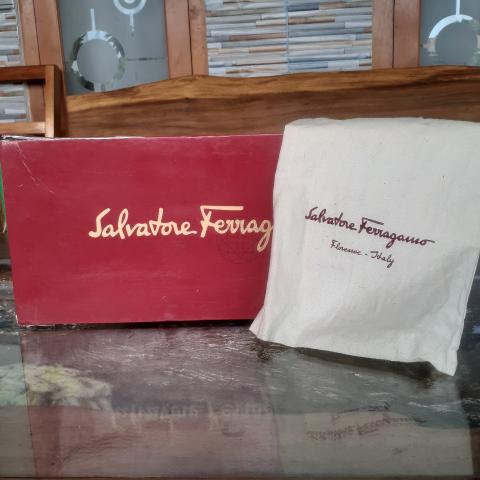 Salvatore Ferrag
Salvatore Ferragamo
Florence - Italy